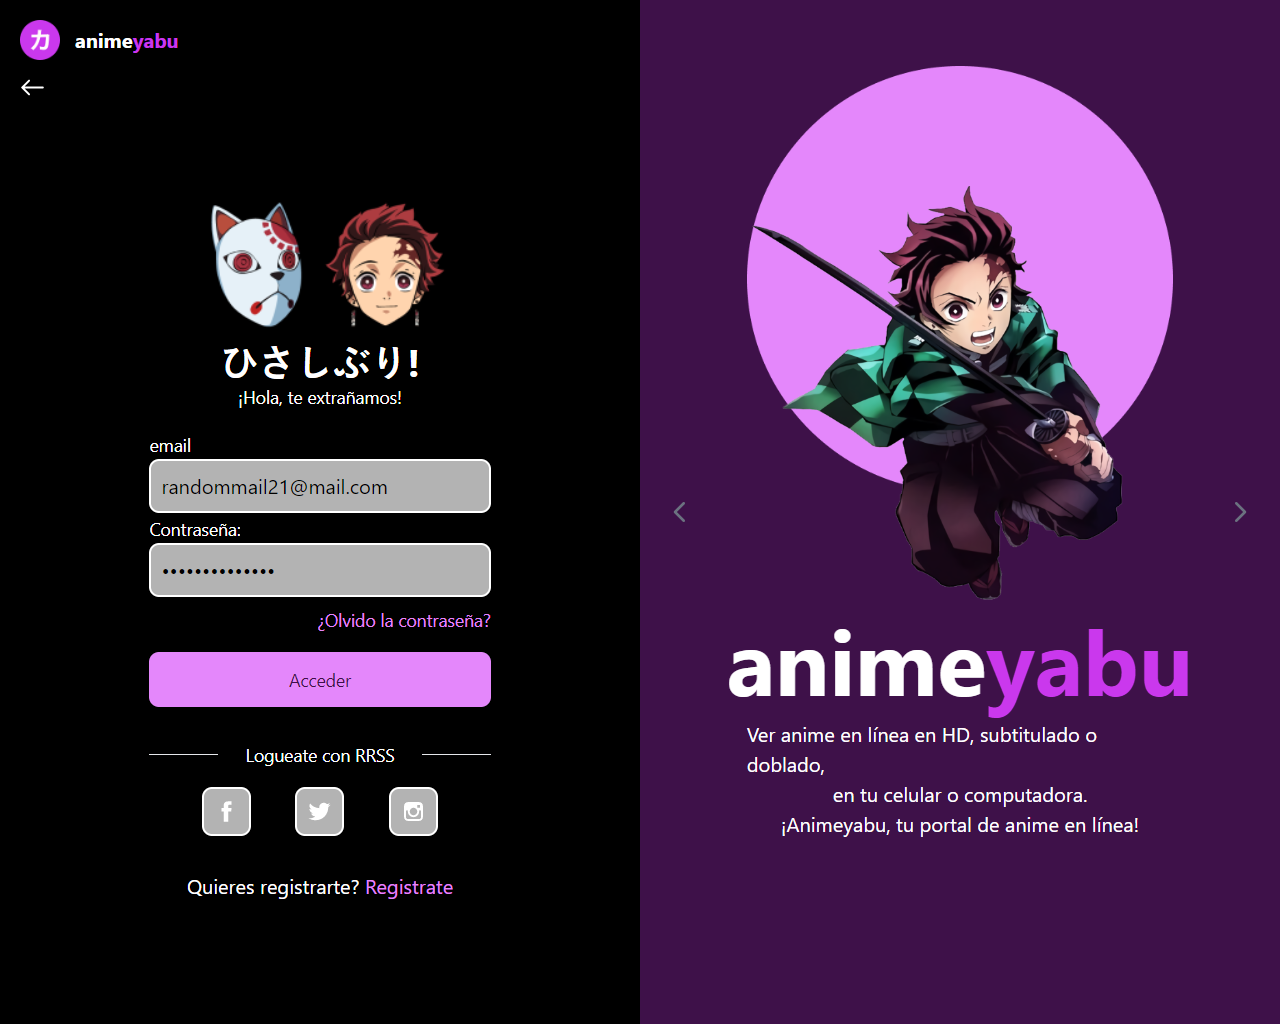 カ animeyabu
ひさしぶり!
¡Hola, te extrañamos!
email
randommail21@mail.com
Contraseña:
••••••••••••••
¿Olvido la contraseña?
Acceder
Logueate con RRSS
Quieres registrarte? Registrate
animeyabu
Ver anime en línea en HD, subtitulado o
doblado,
en tu celular o computadora.
¡Animeyabu, tu portal de anime en línea!